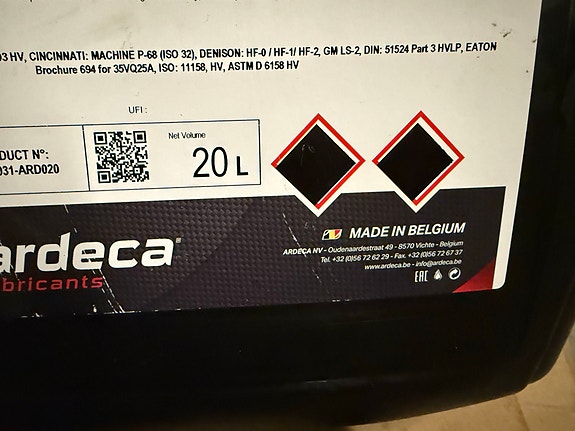 03 HV, CINCINNATI: MACHINE P-68 (ISO 32), DENISON: HF-0 / HF-1/ HF-2, GM LS-2, DIN: 51524 Part 3 HVLP, EATON
Brochure 694 for 35VQ25A, ISO: 11158, HV, ASTM D 6158 HV
UFI :
DUCT N°:
031-ARD020
Net Volume
20 L
ardeca®
bricants
MADE IN BELGIUM
ARDECA NV - Oudenaardestraat 49 - 8570 Vichte - Belgium
Tel. +32 (0)56 72 62 29 - Fax. +32 (0)56 72 67 37
www.ardeca.be - info@ardeca.be
EAC